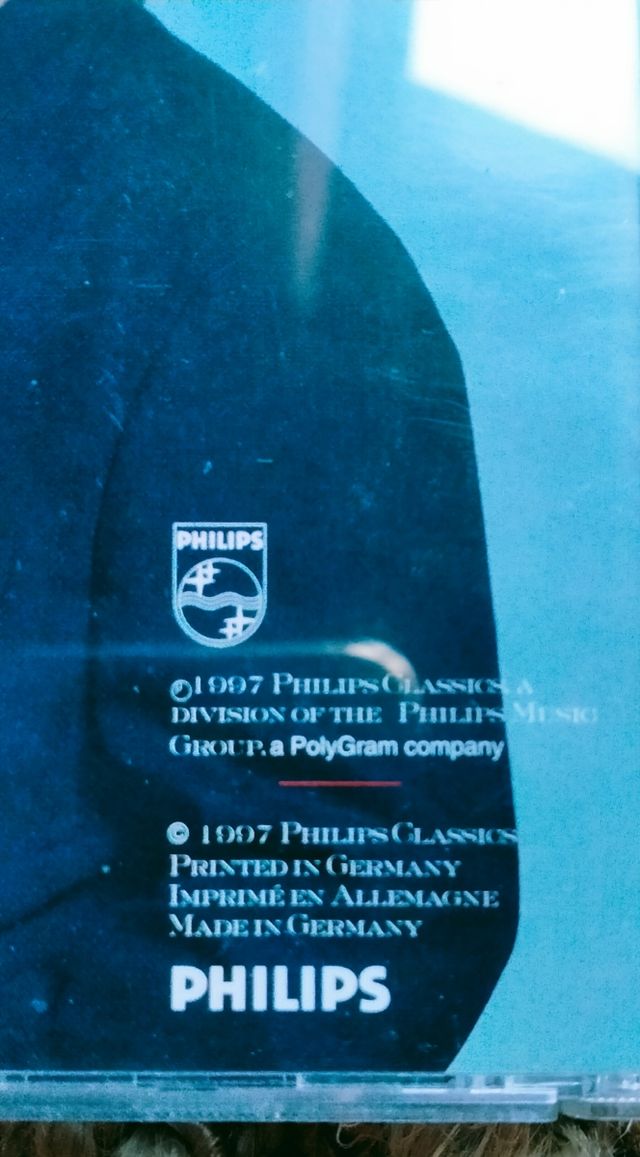 PHILIPS
℗ 1997 PHILIPS CLASSICS, A
DIVISION OF THE PHILIPS MUSIC
GROUP, a PolyGram company
© 1997 PHILIPS CLASSICS
PRINTED IN GERMANY
IMPRIMÉ EN ALLEMAGNE
MADE IN GERMANY
PHILIPS